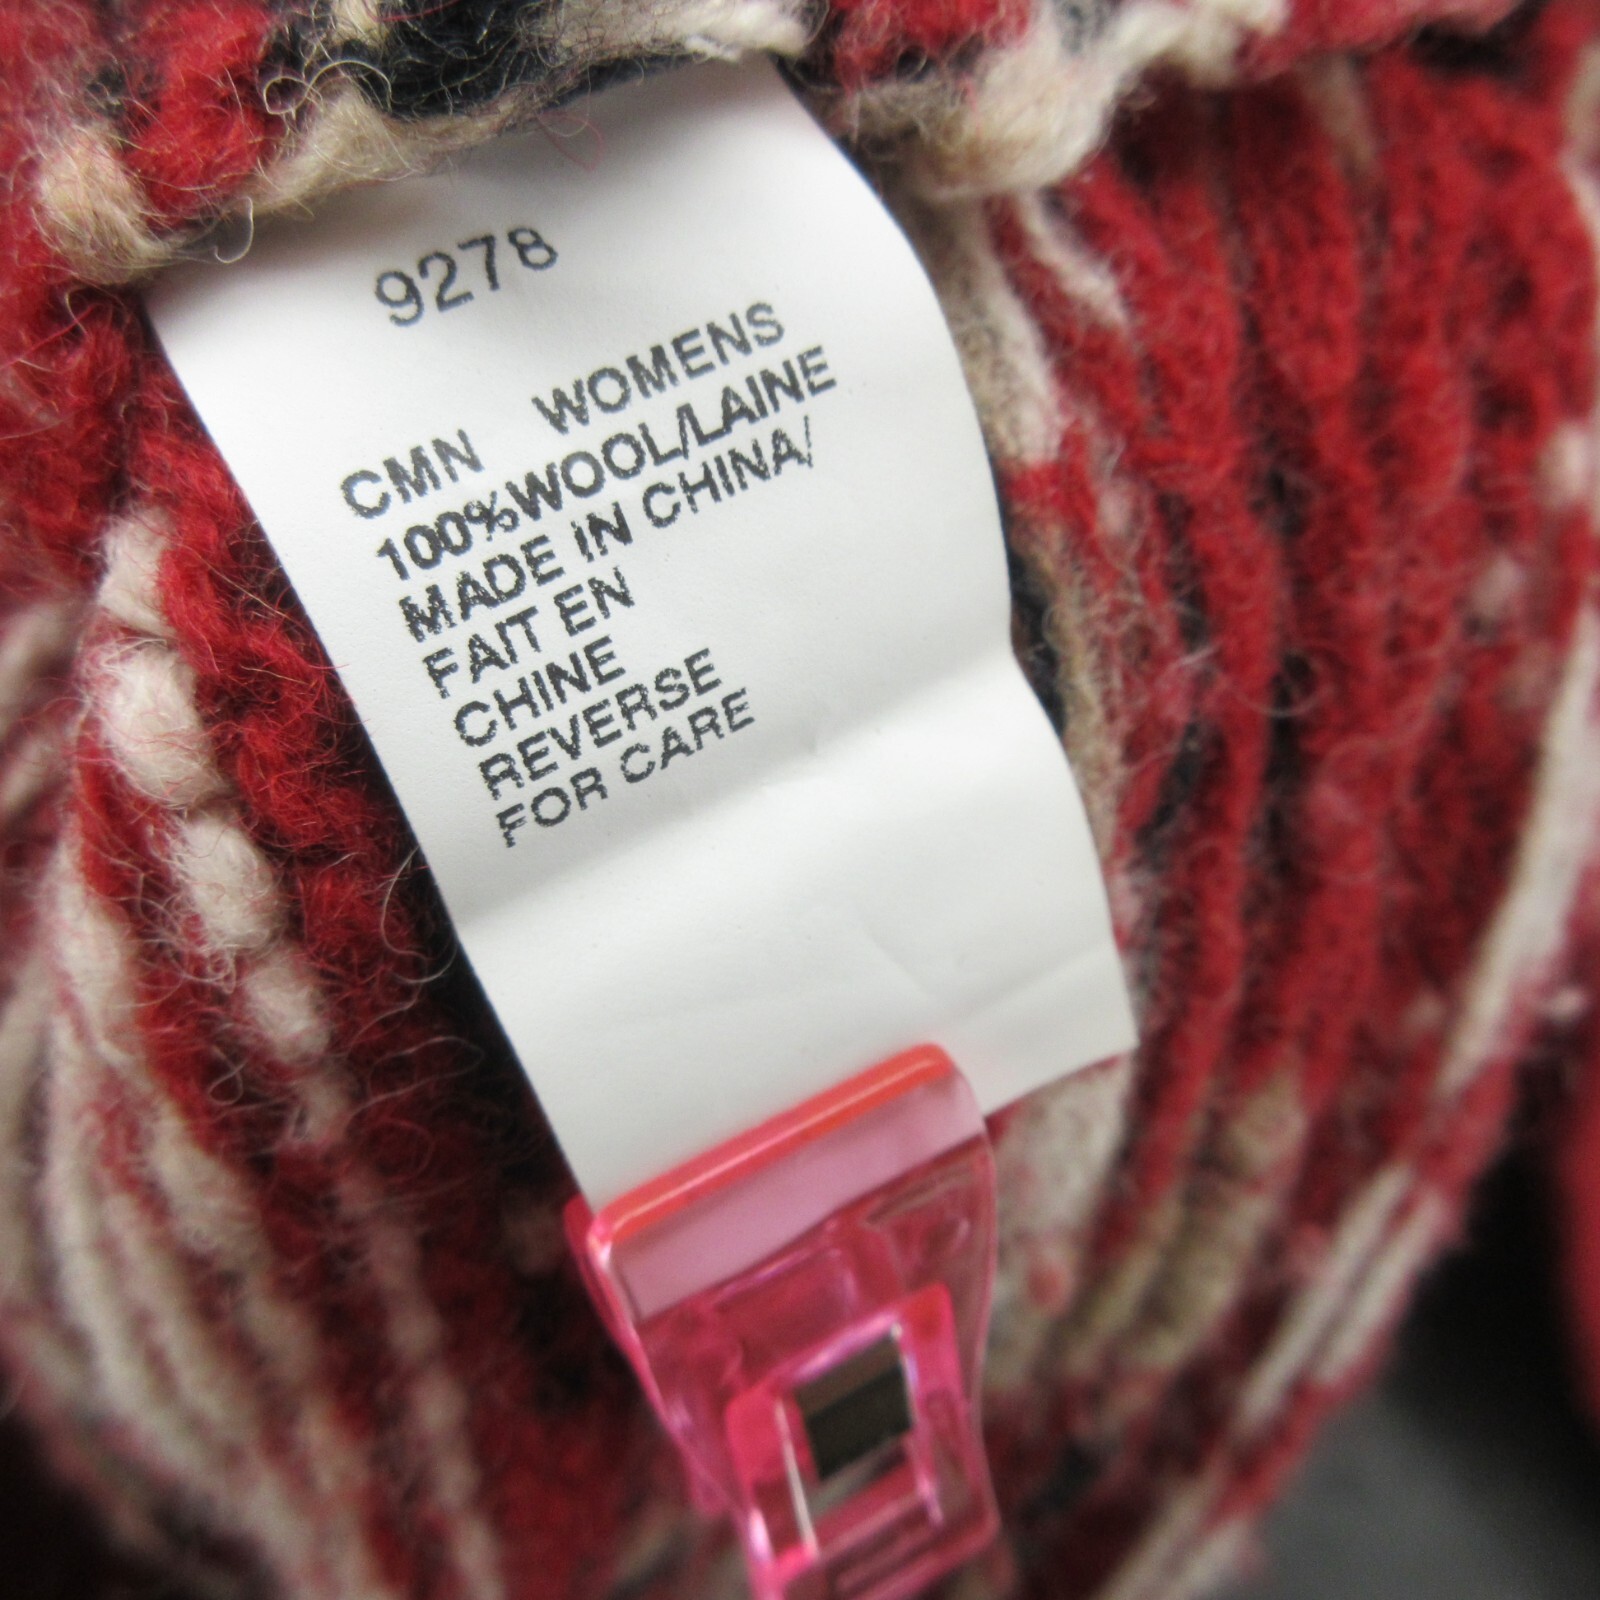 9278
CMN WOMENS
100%WOOL/LAINE
MADE IN CHINA/
FAIT EN
CHINE
REVERSE
FOR CARE